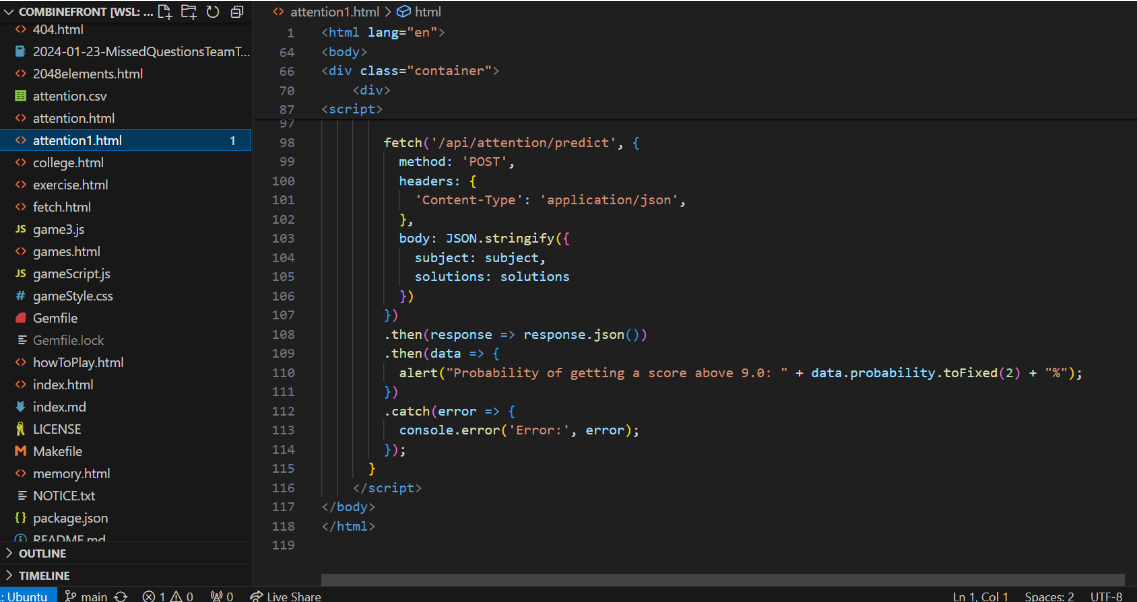 COMBINEFRONT [WSL: ...
404.html
2024-01-23-MissedQuestionsTeamT...
2048elements.html
attention.csv
attention.html
attention1.html 1
college.html
exercise.html
fetch.html
JS game3.js
games.html
JS gameScript.js
# gameStyle.css
Gemfile
Gemfile.lock
howToPlay.html
index.html
index.md
LICENSE
Makefile
memory.html
NOTICE.txt
{} package.json
README.md
OUTLINE
TIMELINE
attention1.html > html
1 <html lang="en">
64 <body>
66 <div class="container">
70 <div>
87 <script>
97
98 fetch('/api/attention/predict', {
99 method: 'POST',
100 headers: {
101 'Content-Type': 'application/json',
102 },
103 body: JSON.stringify({
104 subject: subject,
105 solutions: solutions
106 })
107 })
108 .then(response => response.json())
109 .then(data => {
110 alert("Probability of getting a score above 9.0: " + data.probability.toFixed(2) + "%");
111 })
112 .catch(error => {
113 console.error('Error:', error);
114 });
115 }
116 </script>
117 </body>
118 </html>
119
: Ubuntu main 1 0 0 Live Share Ln 1, Col 1 Spaces: 2 UTF-8